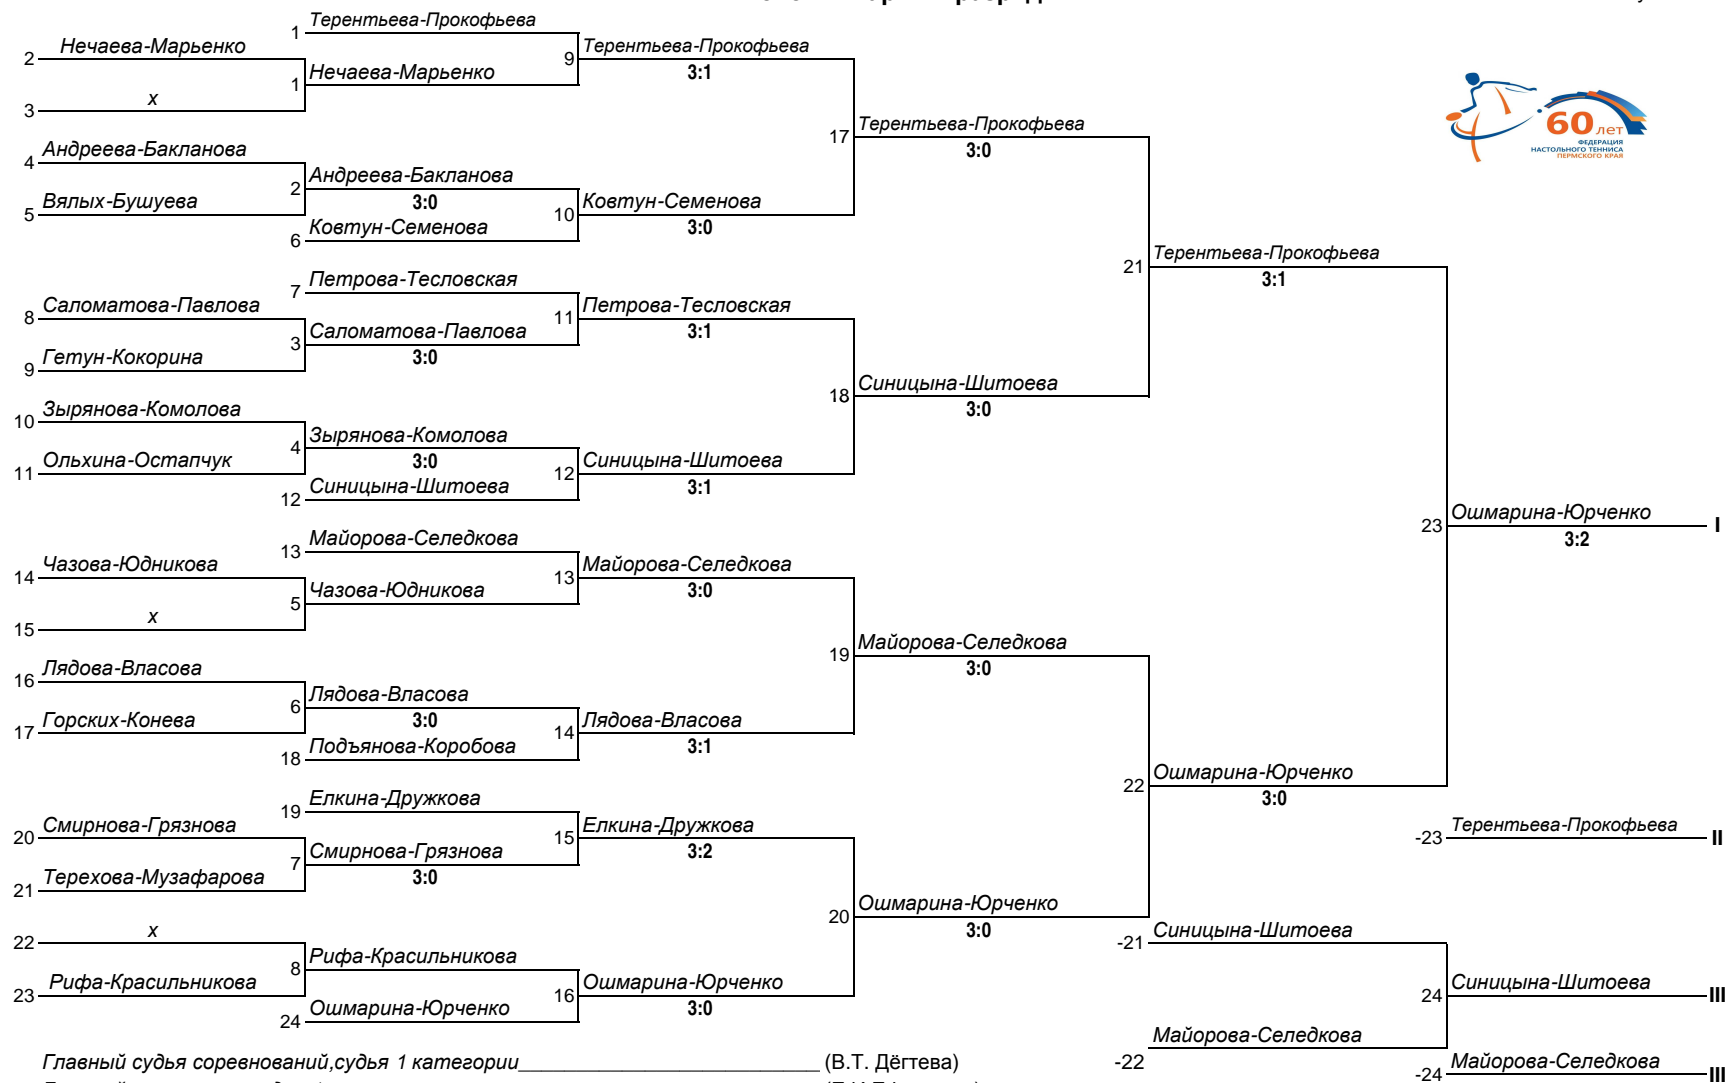 Терентьева-Прокофьева
1
Нечаева-Марьенко
2
Терентьева-Прокофьева
9
3:1
Нечаева-Марьенко
1
х
3
60 лет
ФЕДЕРАЦИЯ
НАСТОЛЬНОГО ТЕННИСА
ПЕРМСКОГО КРАЯ
Терентьева-Прокофьева
17
3:0
Андреева-Бакланова
4
Андреева-Бакланова
2
3:0
Вялых-Бушуева
5
Ковтун-Семенова
10
3:0
Ковтун-Семенова
6
Терентьева-Прокофьева
21
3:1
Петрова-Тесловская
7
Саломатова-Павлова
8
Петрова-Тесловская
11
3:1
Саломатова-Павлова
3
3:0
Гетун-Кокорина
9
Синицына-Шитоева
18
3:0
Зырянова-Комолова
10
Зырянова-Комолова
4
3:0
Ольхина-Остапчук
11
Синицына-Шитоева
12
3:1
Синицына-Шитоева
12
Ошмарина-Юрченко
23
I
3:2
Майорова-Селедкова
13
Чазова-Юдникова
14
Майорова-Селедкова
13
3:0
Чазова-Юдникова
5
х
15
Майорова-Селедкова
19
3:0
Лядова-Власова
16
Лядова-Власова
6
3:0
Горских-Конева
17
Лядова-Власова
14
3:1
Подъянова-Коробова
18
Ошмарина-Юрченко
22
3:0
Елкина-Дружкова
19
Смирнова-Грязнова
20
Елкина-Дружкова
15
3:2
Терентьева-Прокофьева
-23
II
Смирнова-Грязнова
7
3:0
Терехова-Музафарова
21
Ошмарина-Юрченко
20
3:0
х
22
Синицына-Шитоева
-21
Рифа-Красильникова
8
Рифа-Красильникова
23
Ошмарина-Юрченко
16
3:0
Синицына-Шитоева
24
III
Ошмарина-Юрченко
24
Майорова-Селедкова
-22
Главный судья соревнований,судья 1 категории____________________________ (В.Т. Дёгтева)
Майорова-Селедкова
-24
III